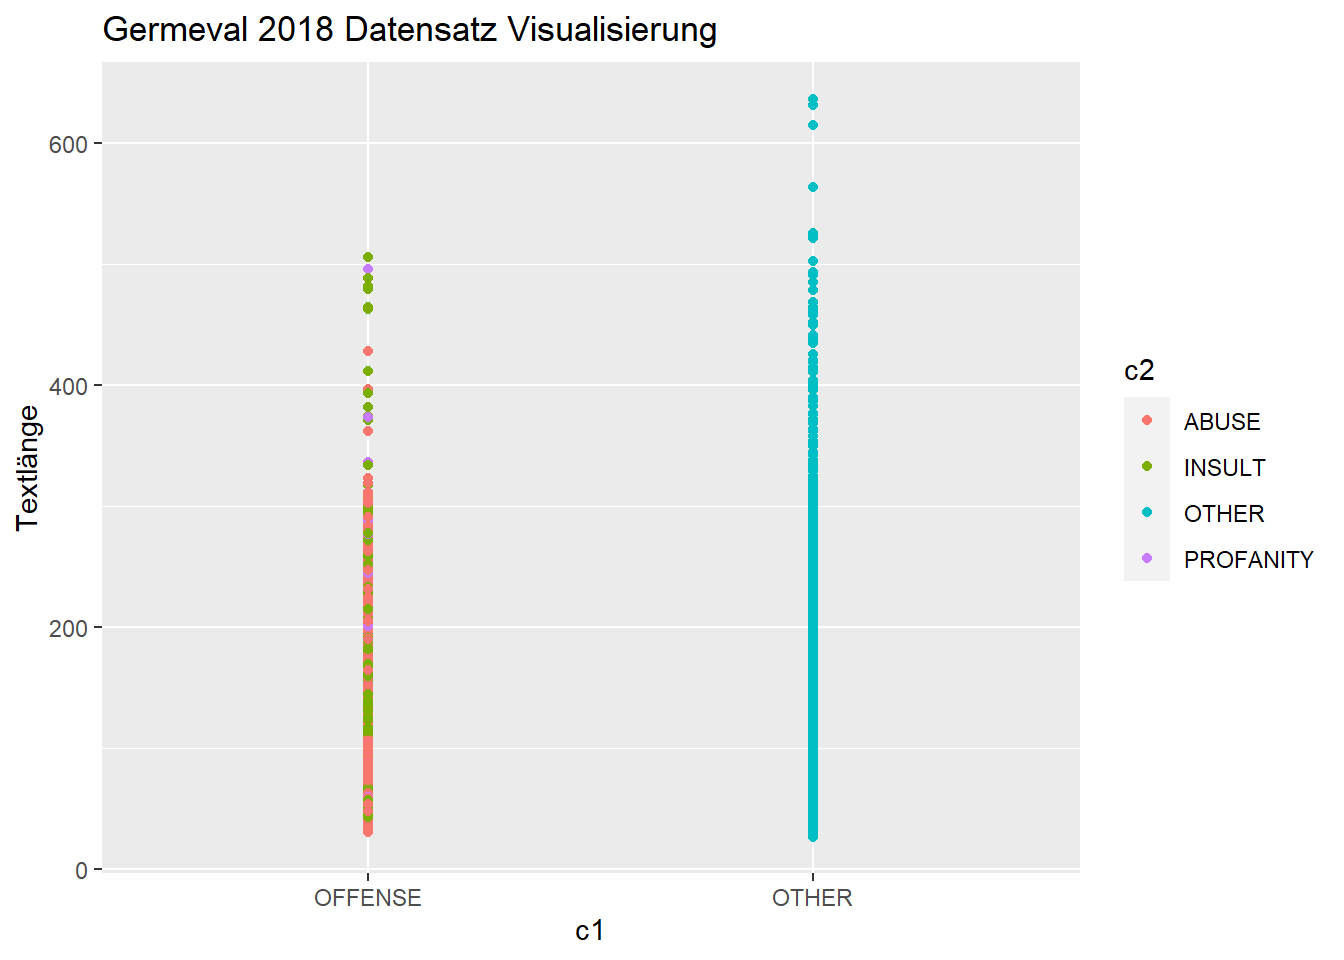 Germeval 2018 Datensatz Visualisierung
Textlänge
600
400
200
0
OFFENSE
OTHER
c1
c2
ABUSE
INSULT
OTHER
PROFANITY